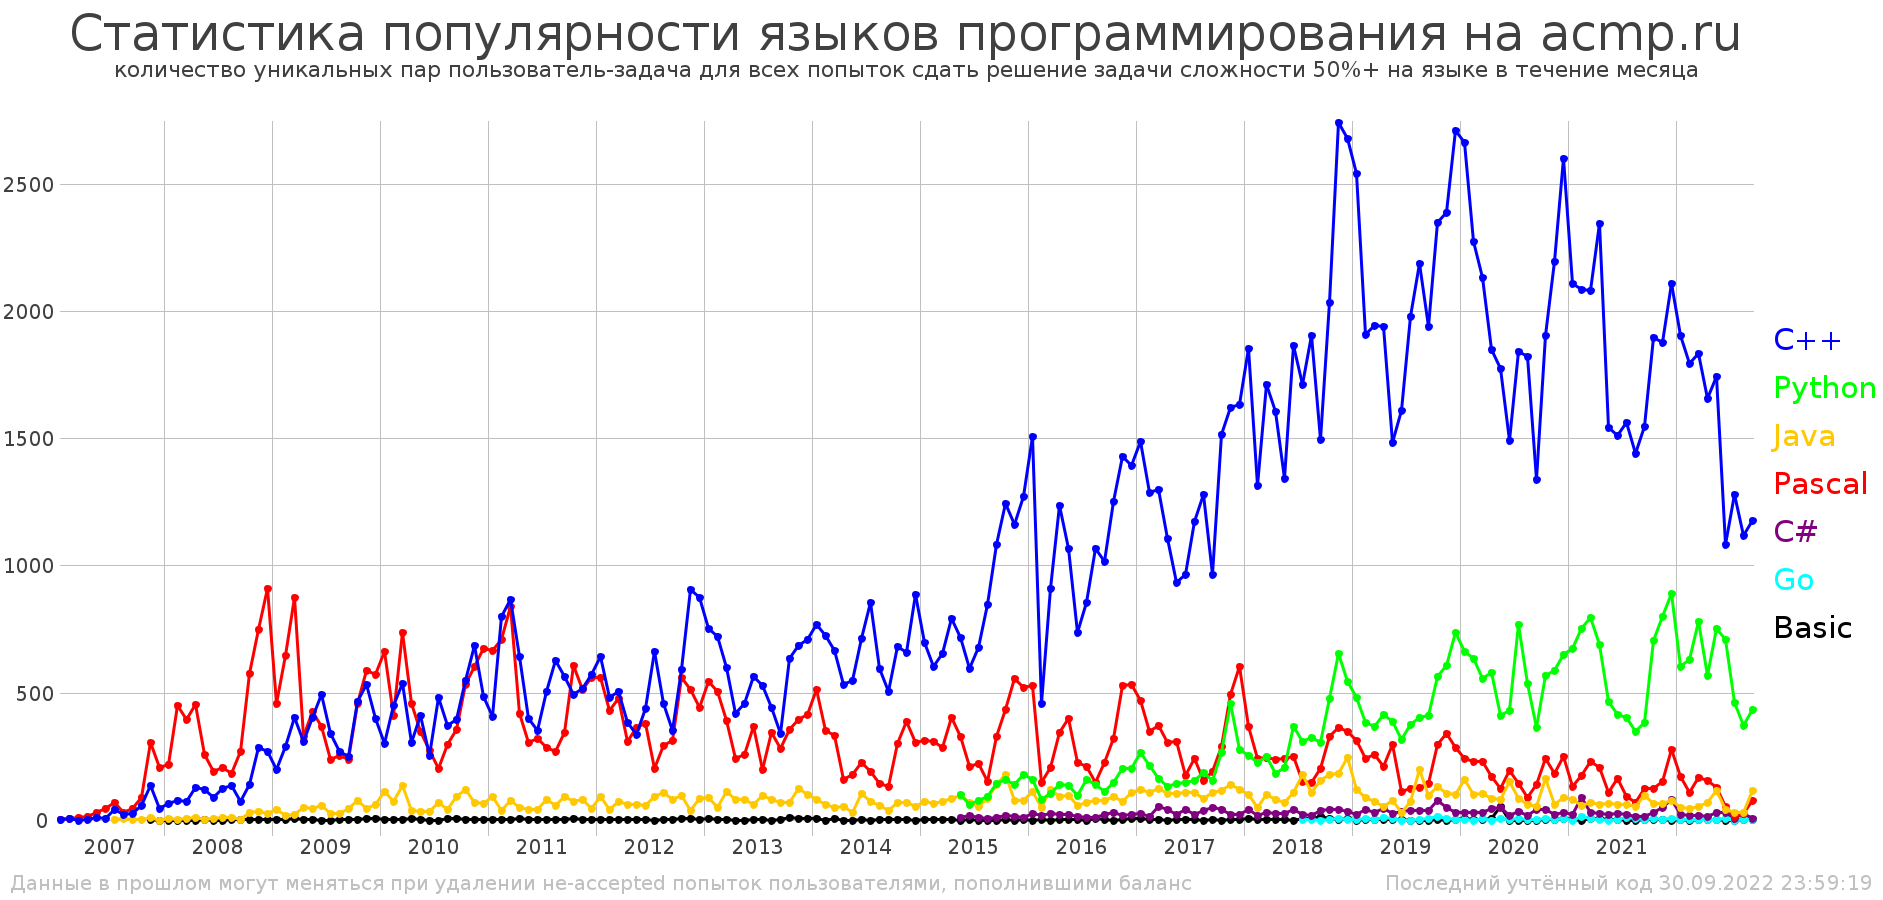 Статистика популярности языков программирования на acmp.ru
количество уникальных пар пользователь-задача для всех попыток сдать решение задачи сложности 50%+ на языке в течение месяца
2500
2000
1500
1000
500
0
C++
Python
Java
Pascal
C#
Go
Basic
2007 2008 2009 2010 2011 2012 2013 2014 2015 2016 2017 2018 2019 2020 2021
Данные в прошлом могут меняться при удалении не-accepted попыток пользователями, пополнившими баланс
Последний учтённый код 30.09.2022 23:59:19